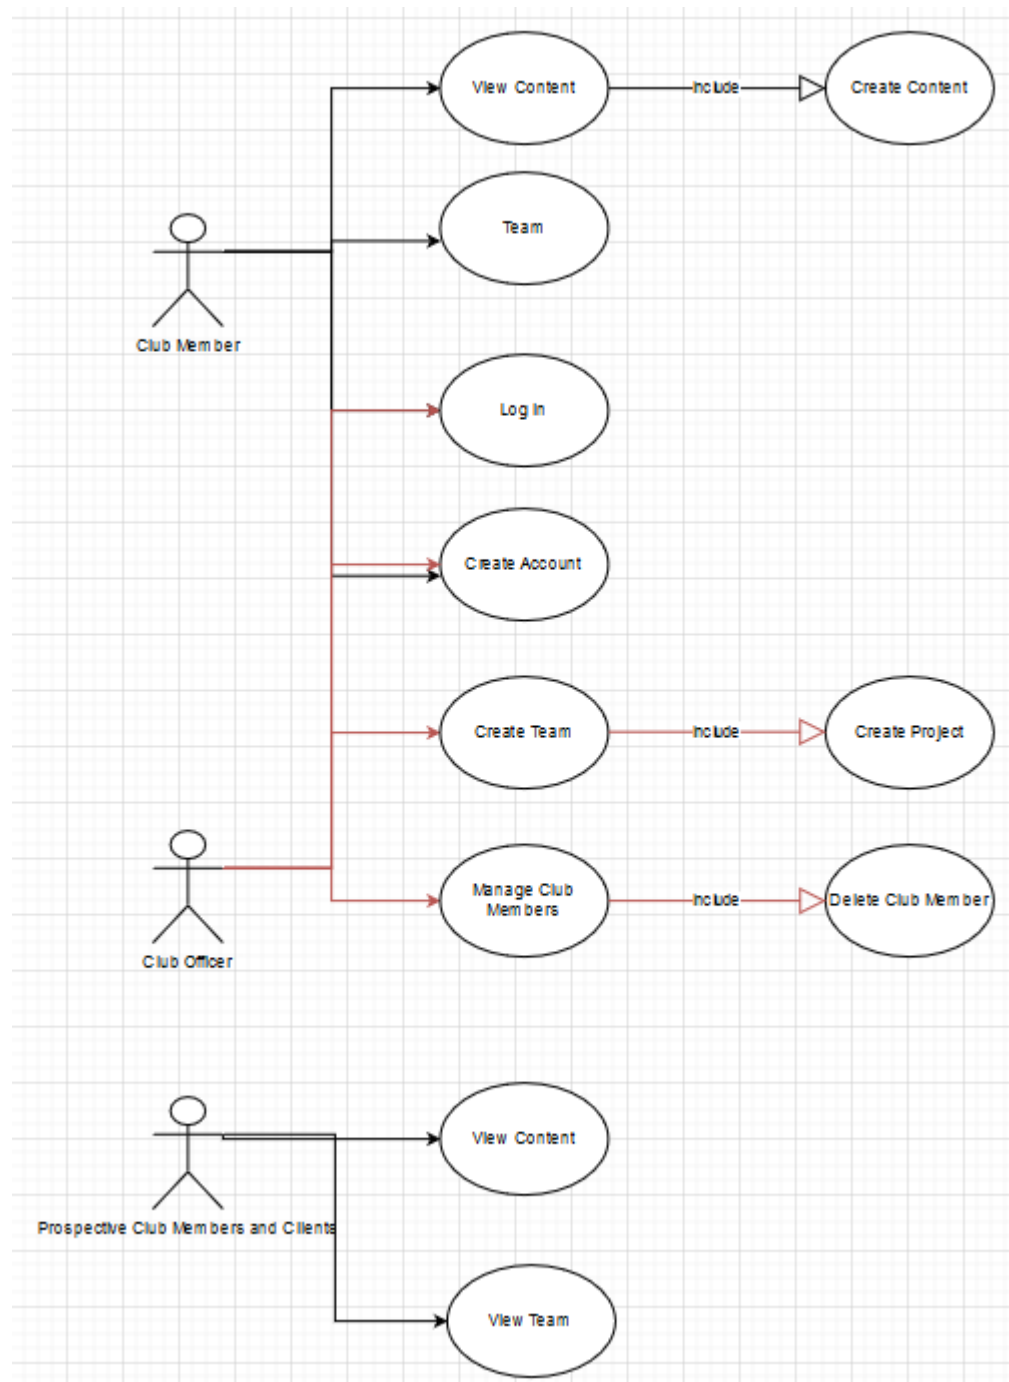 View Content
Include
Create Content
Team
Club Member
Log In
Create Account
Create Team
Include
Create Project
Manage Club
Members
Include
Delete Club Member
Club Officer
View Content
Prospective Club Members and Clients
View Team